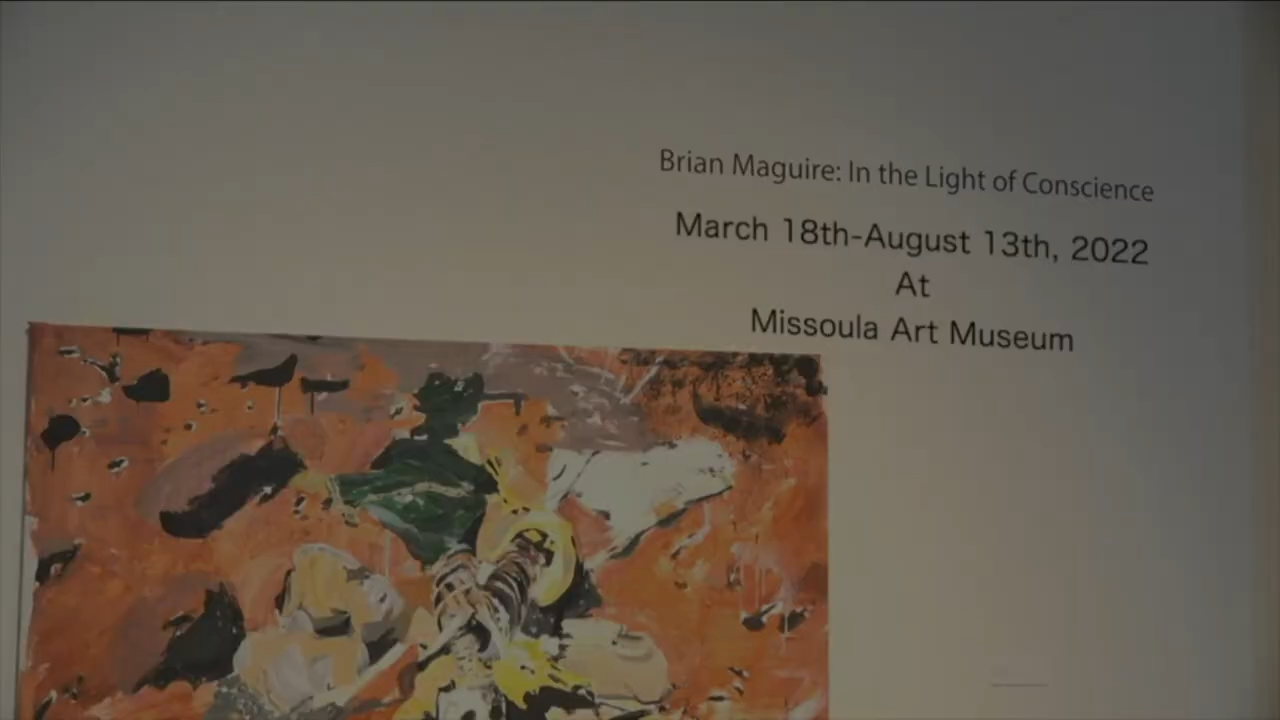 Brian Maguire: In the Light of Conscience
March 18th-August 13th, 2022
At
Missoula Art Museum